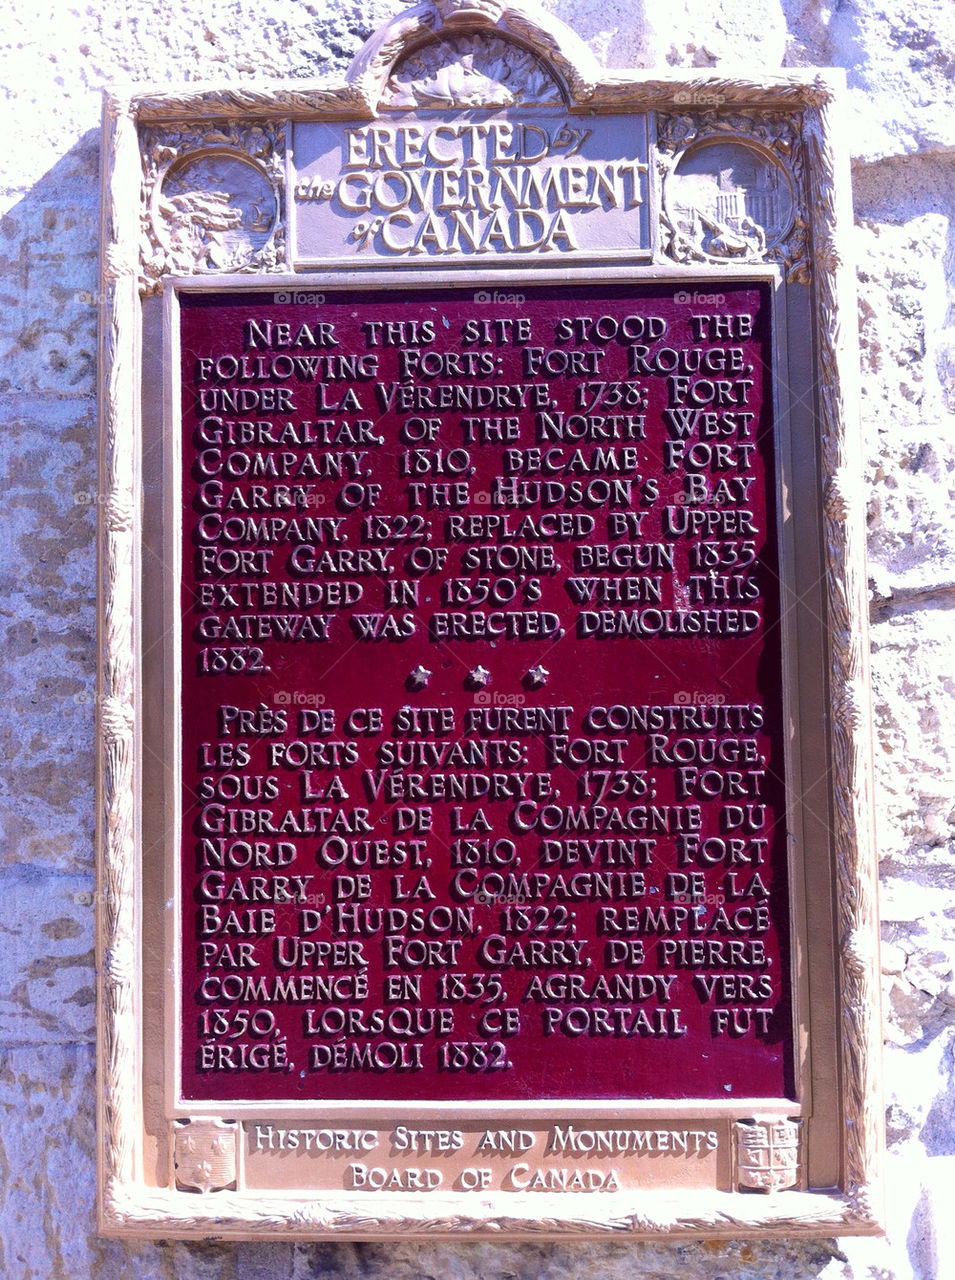 ERECTED by
the GOVERNMENT
of CANADA
NEAR THIS SITE STOOD THE
FOLLOWING FORTS: FORT ROUGE,
UNDER LA VÉRENDRYE, 1738; FORT
GIBRALTAR, OF THE NORTH WEST
COMPANY, 1810, BECAME FORT
GARRY OF THE HUDSON'S BAY
COMPANY, 1822; REPLACED BY UPPER
FORT GARRY, OF STONE, BEGUN 1835,
EXTENDED IN 1850'S WHEN THIS
GATEWAY WAS ERECTED, DEMOLISHED
1882.
PRÈS DE CE SITE FURENT CONSTRUITS
LES FORTS SUIVANTS: FORT ROUGE,
SOUS LA VÉRENDRYE, 1738; FORT
GIBRALTAR DE LA COMPAGNIE DU
NORD OUEST, 1810, DEVINT FORT
GARRY DE LA COMPAGNIE DE LA
BAIE D'HUDSON, 1822; REMPLACÉ
PAR UPPER FORT GARRY, DE PIERRE,
COMMENCÉ EN 1835, AGRANDY VERS
1850, LORSQUE CE PORTAIL FUT
ÉRIGÉ, DÉMOLI 1882.
HISTORIC SITES AND MONUMENTS
BOARD OF CANADA